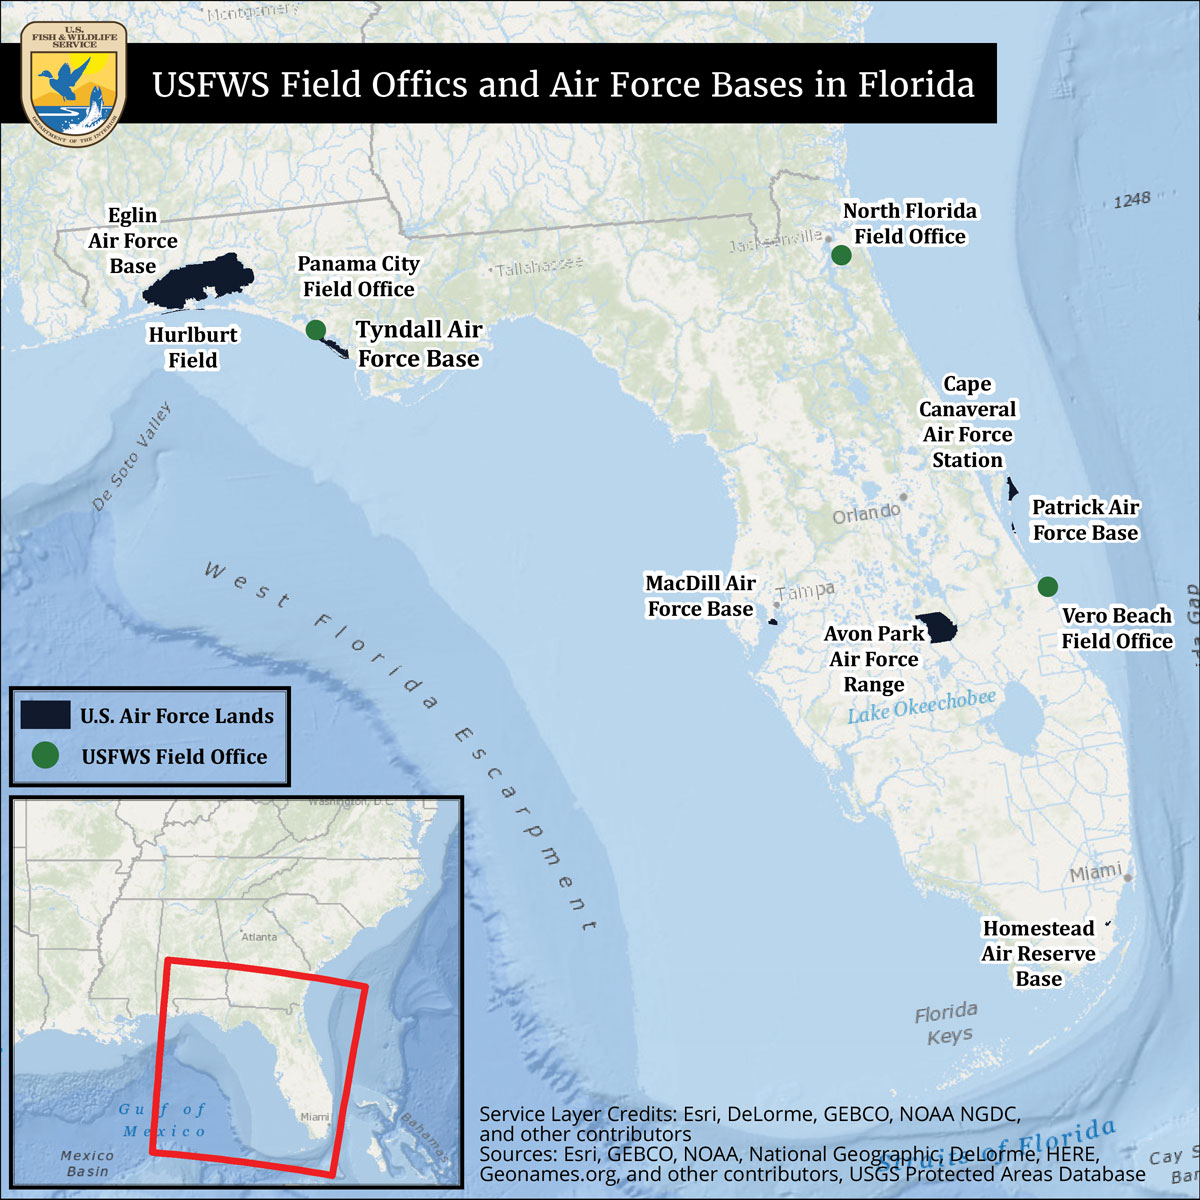 Montgomery
U.S.
FISH & WILDLIFE
SERVICE
DEPARTMENT OF THE INTERIOR
USFWS Field Offics and Air Force Bases in Florida
1248
Eglin
Air Force
Base
North Florida
Field Office
Jacksonville
Panama City
Field Office
Tallahassee
Hurlburt
Field
Tyndall Air
Force Base
Cape
Canaveral
Air Force
Station
De Soto Valley
Orlando
Patrick Air
Force Base
West Florida Escarpment
MacDill Air
Force Base
Tampa
Avon Park
Air Force
Range
Vero Beach
Field Office
Lake Okeechobee
U.S. Air Force Lands
USFWS Field Office
Miami
Homestead
Air Reserve
Base
Florida
Keys
Washington, D.C.
Atlanta
Miami
Gulf of
Mexico
Mexico
Basin
Bahamas
Straits of Florida
Cay S
Ban
Service Layer Credits: Esri, DeLorme, GEBCO, NOAA NGDC,
and other contributors
Sources: Esri, GEBCO, NOAA, National Geographic, DeLorme, HERE,
Geonames.org, and other contributors, USGS Protected Areas Database